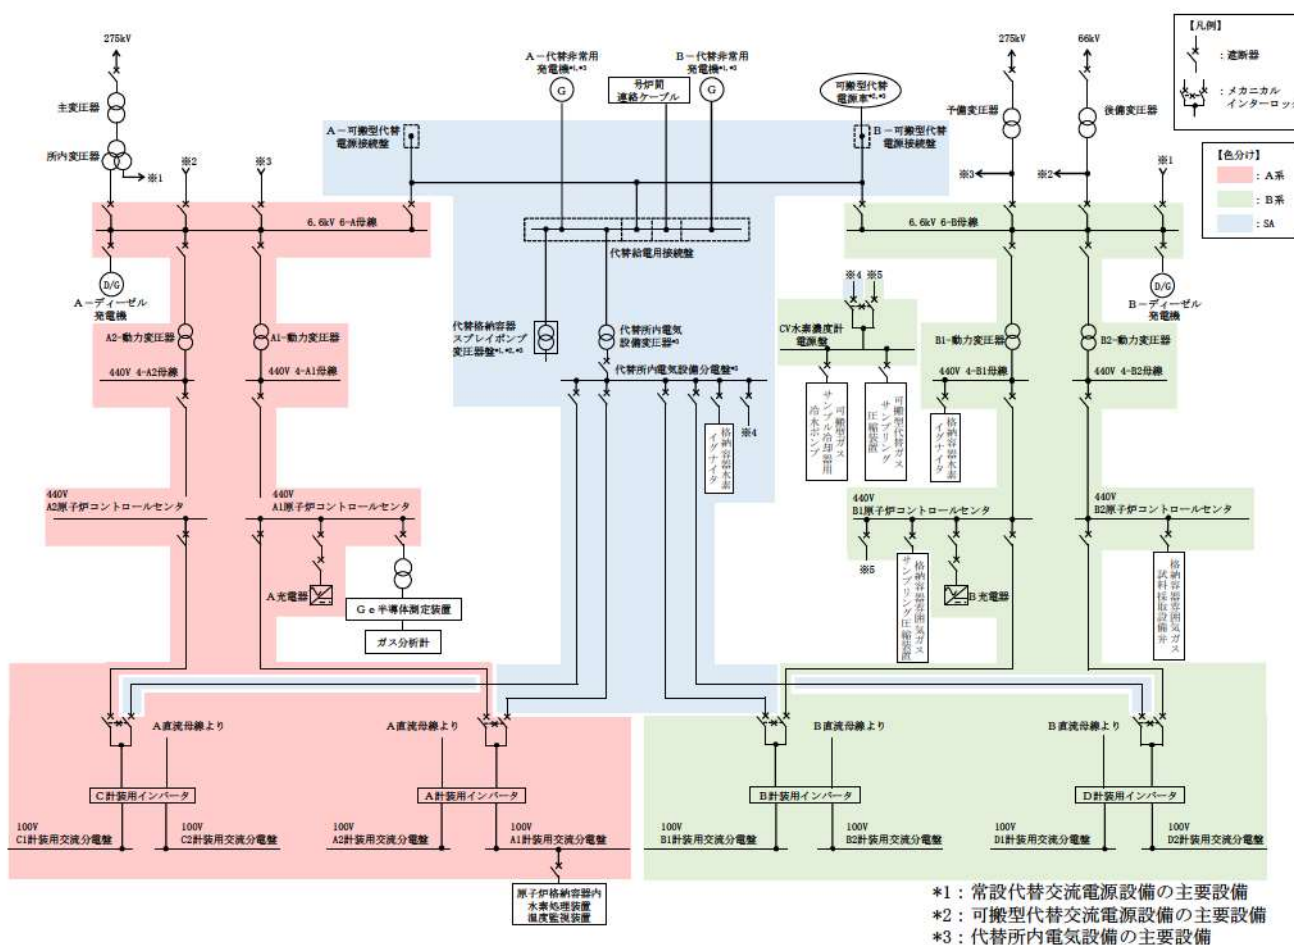 275kV
主変圧器
所内変圧器
※1
※2
※3
A－代替非常用
発電機*1,*3
G
号炉間
連絡ケーブル
B－代替非常用
発電機*1,*3
G
可搬型代替
電源車*2,*3
275kV
66kV
予備変圧器
後備変圧器
※3
※2
※1
【凡例】
：遮断器
：メカニカル
インターロック
【色分け】
：A系
：B系
：SA
A－可搬型代替
電源接続盤
B－可搬型代替
電源接続盤
6.6kV 6-A母線
代替給電用接続盤
6.6kV 6-B母線
D/G
A－ディーゼル
発電機
D/G
B－ディーゼル
発電機
A2-動力変圧器
A1-動力変圧器
代替格納容器
スプレイポンプ
変圧器盤*1,*2,*3
代替所内電気
設備変圧器*3
※4
※5
CV水素濃度計
電源盤
B1-動力変圧器
B2-動力変圧器
440V 4-A2母線
440V 4-A1母線
代替所内電気設備分電盤*3
440V 4-B1母線
440V 4-B2母線
格納容器水素
イグナイタ
※4
可搬型ガス
サンプル冷却器用
冷水ポンプ
可搬型代替ガス
サンプリング
圧縮装置
格納容器水素
イグナイタ
440V
A2原子炉コントロールセンタ
440V
A1原子炉コントロールセンタ
440V
B1原子炉コントロールセンタ
440V
B2原子炉コントロールセンタ
A充電器
Ge半導体測定装置
ガス分析計
※5
格納容器雰囲気ガス
サンプリング圧縮装置
B充電器
格納容器雰囲気ガス
試料採取設備弁
A直流母線より
A直流母線より
B直流母線より
B直流母線より
C計装用インバータ
A計装用インバータ
B計装用インバータ
D計装用インバータ
100V
C1計装用交流分電盤
100V
C2計装用交流分電盤
100V
A2計装用交流分電盤
100V
A1計装用交流分電盤
100V
B1計装用交流分電盤
100V
B2計装用交流分電盤
100V
D1計装用交流分電盤
100V
D2計装用交流分電盤
原子炉格納容器内
水素処理装置
温度監視装置
*1：常設代替交流電源設備の主要設備
*2：可搬型代替交流電源設備の主要設備
*3：代替所内電気設備の主要設備